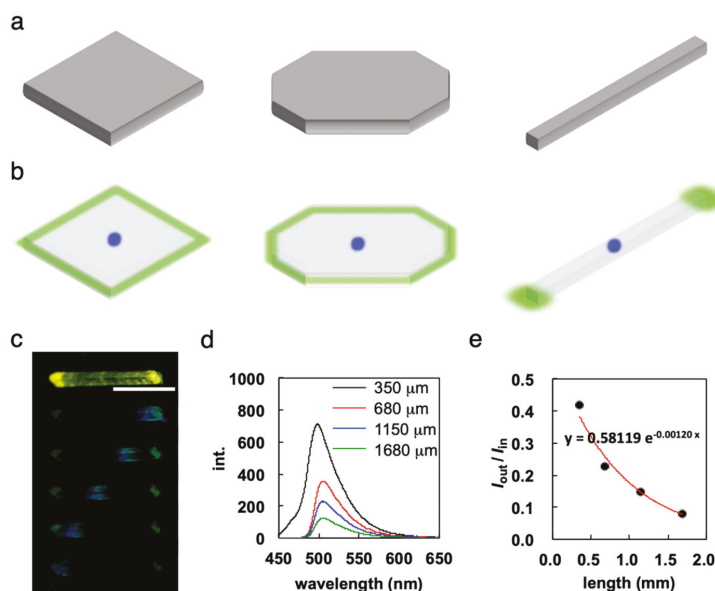 a
b
c
d
e
1000
800
600
400
200
0
int.
350 μm
680 μm
1150 μm
1680 μm
450 500 550 600 650
wavelength (nm)
0.5
0.4
0.3
0.2
0.1
0.0
I out / I in
y = 0.58119 e -0.00120 x
0.0 0.5 1.0 1.5 2.0
length (mm)